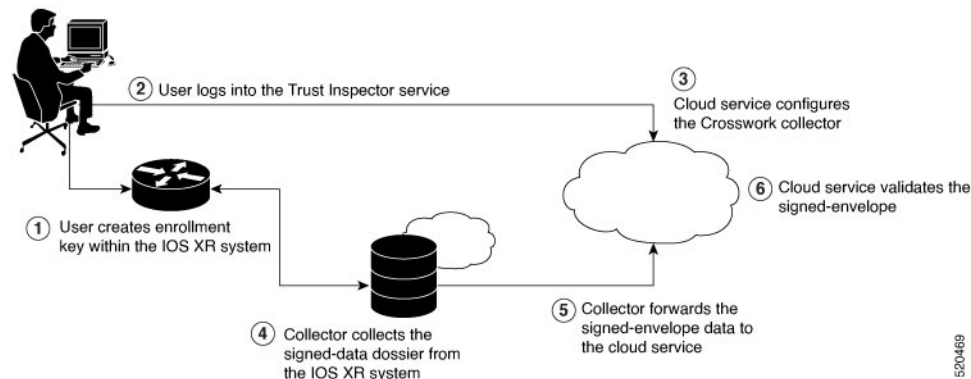 2 User logs into the Trust Inspector service
3
Cloud service configures
the Crosswork collector
6 Cloud service validates the
signed-envelope
1 User creates enrollment
key within the IOS XR system
4 Collector collects the
signed-data dossier from
the IOS XR system
5 Collector forwards the
signed-envelope data to
the cloud service
520469